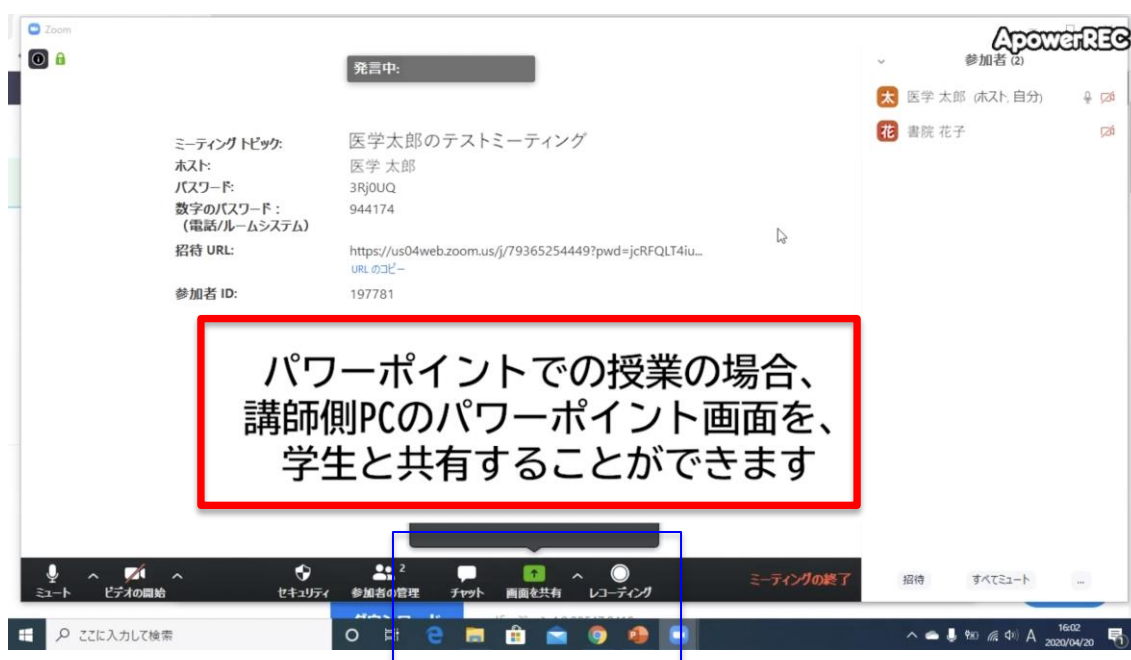 Zoom
ApowerREC
発言中:
参加者 (2)
太 医学 太郎 (ホスト, 自分)
花 書院 花子
ミーティング トピック: 医学太郎のテストミーティング
ホスト: 医学 太郎
パスワード: 3Rj0UQ
数字のパスワード: 944174
(電話/ルームシステム)
招待 URL: https://us04web.zoom.us/j/79365254449?pwd=jcRFQLT4iu...
URL のコピー
参加者 ID: 197781
パワーポイントでの授業の場合、
講師側PCのパワーポイント画面を、
学生と共有することができます
ミュート ビデオの開始 セキュリティ 参加者の管理 2 チャット 画面を共有 レコーディング ミーティングの終了 招待 すべてミュート ...
ここに入力して検索
A 16:02
2020/04/20